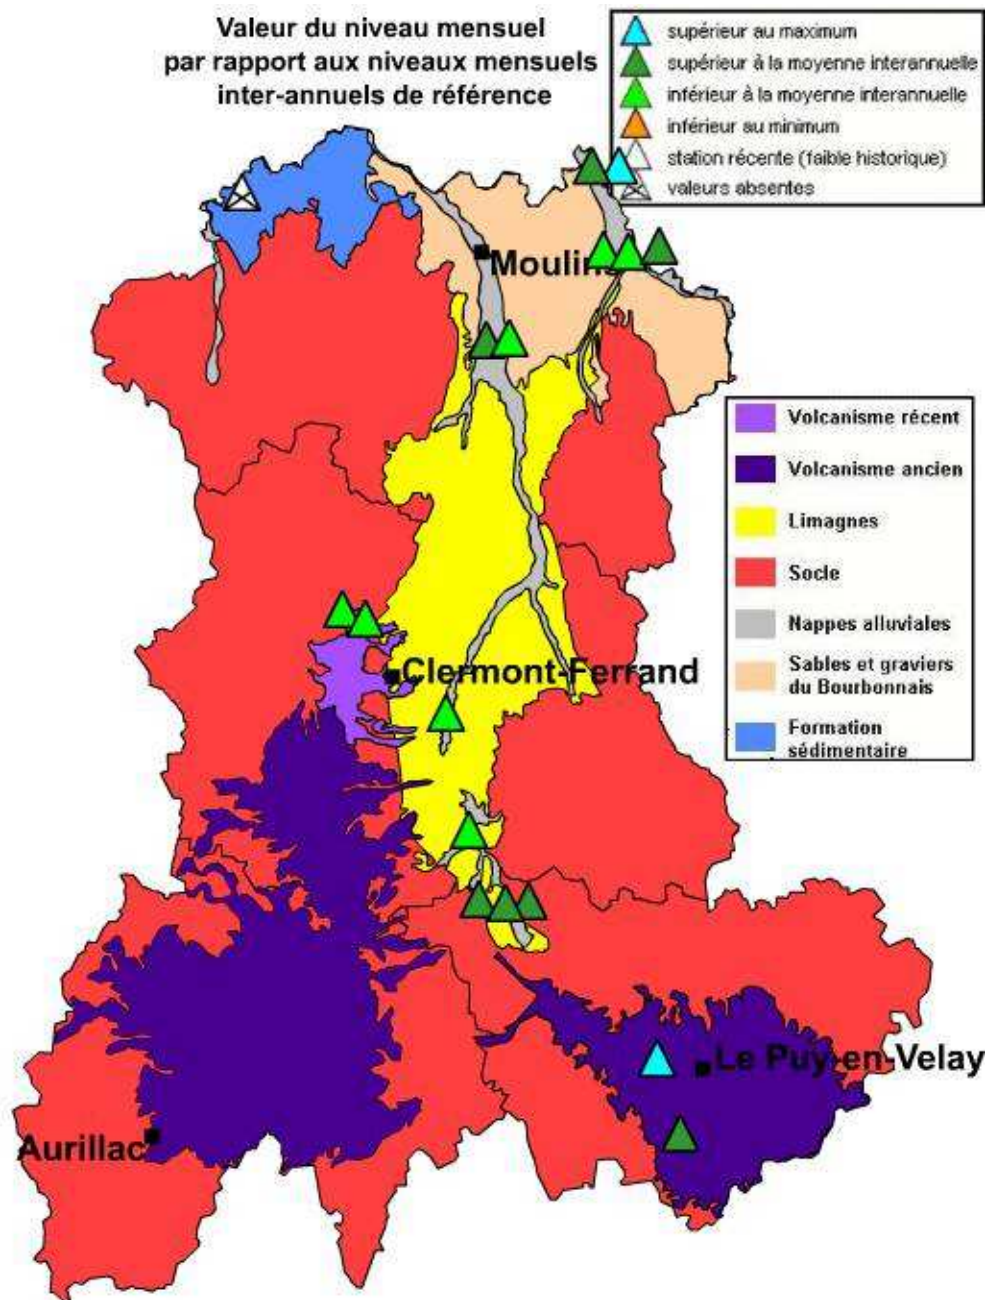 Valeur du niveau mensuel
par rapport aux niveaux mensuels
inter-annuels de référence
supérieur au maximum
supérieur à la moyenne interannuelle
inférieur à la moyenne interannuelle
inférieur au minimum
station récente (faible historique)
valeurs absentes
Moulins
Volcanisme récent
Volcanisme ancien
Limagnes
Socle
Nappes alluviales
Sables et graviers
du Bourbonnais
Formation
sédimentaire
Clermont-Ferrand
Le Puy-en-Velay
Aurillac